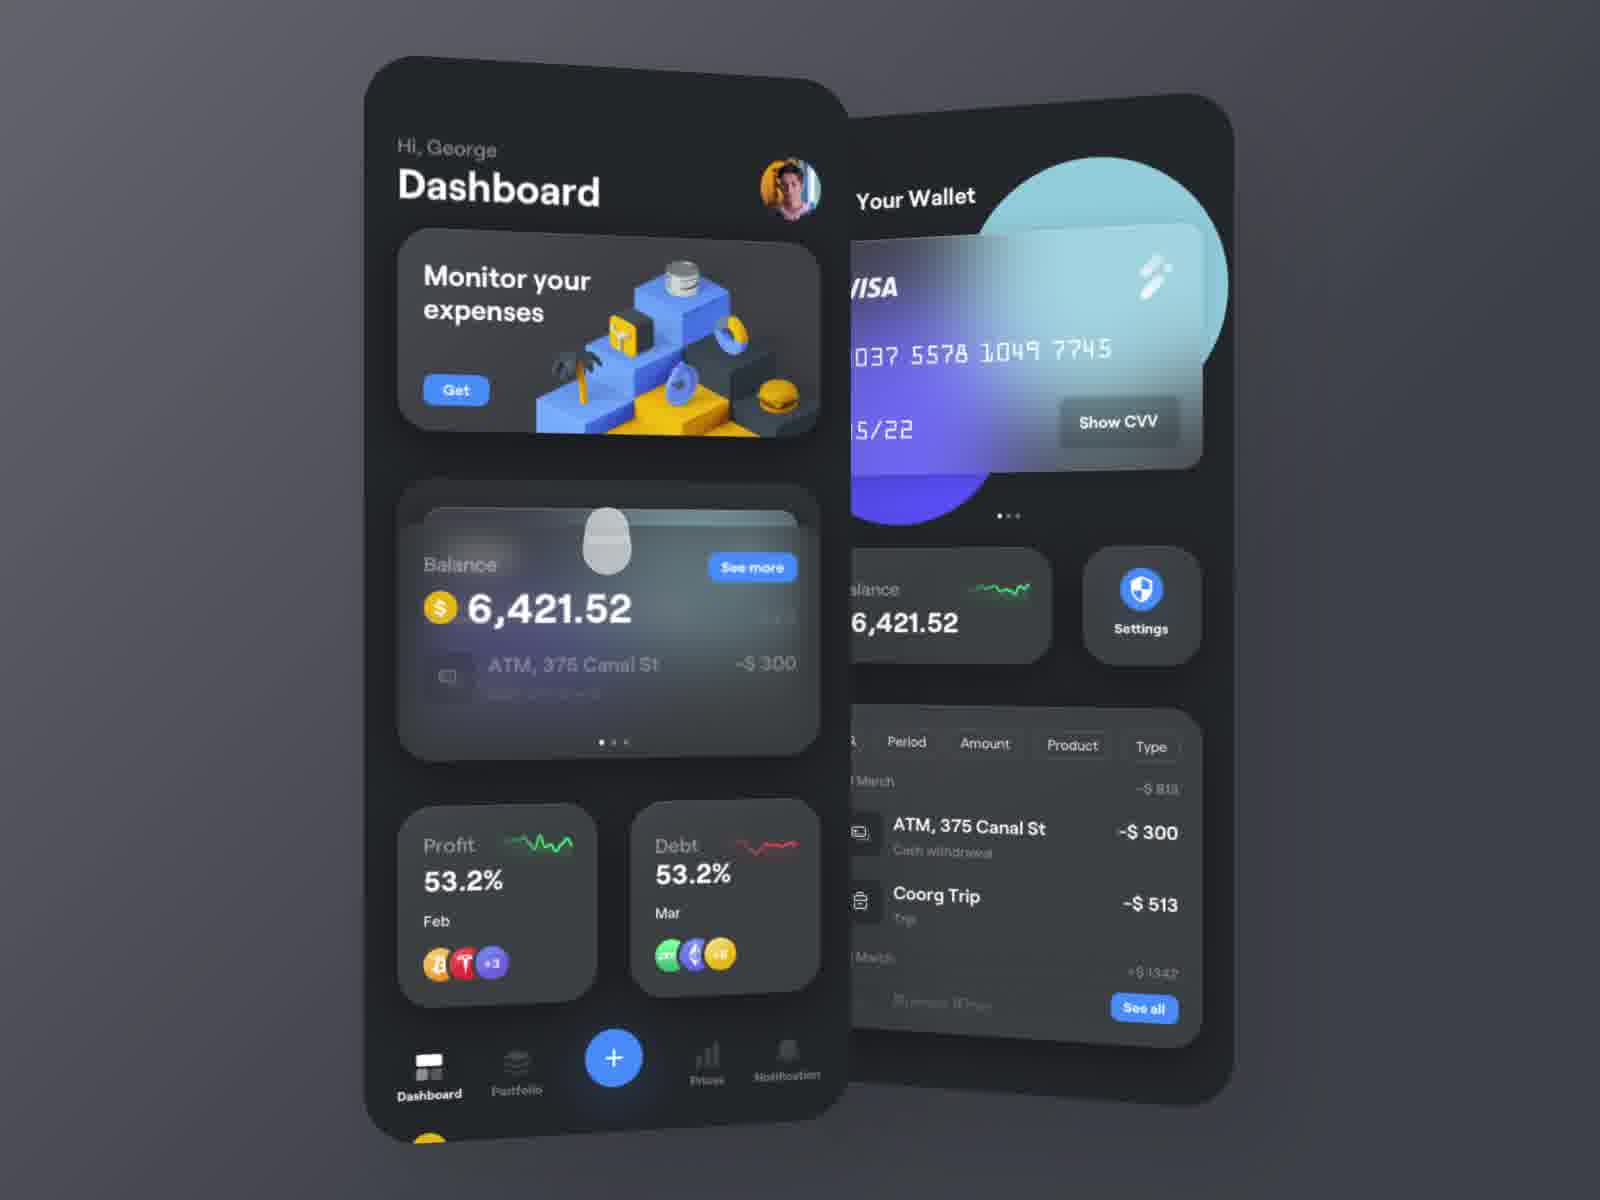 Hi, George
Dashboard
Monitor your
expenses
Get
Balance
See more
$ 6,421.52
ATM, 375 Canal St -$ 300
Profit
53.2%
Feb
+3
Debt
53.2%
Mar
+8
Dashboard
Portfolio
+
Prices
Notification
Your Wallet
VISA
037 5578 1049 7745
5/22
Show CVV
alance
6,421.52
Settings
Period Amount Product Type
March -$ 813
ATM, 375 Canal St -$ 300
Cash withdrawal
Coorg Trip -$ 513
Trip
March +$ 1342
See all